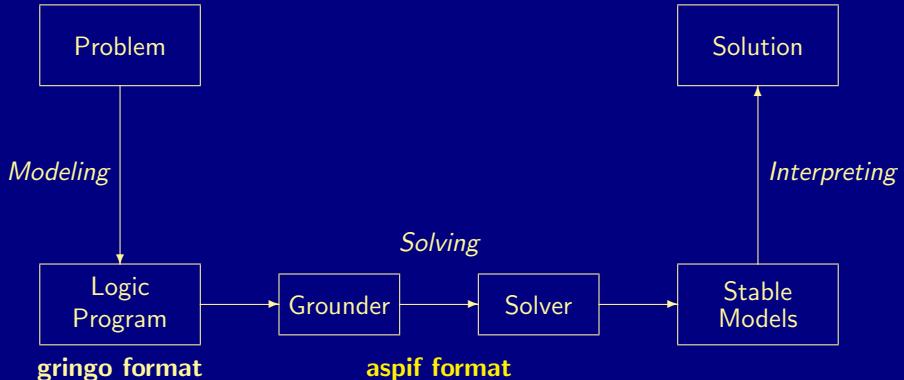 Problem
Solution
Modeling
Interpreting
Solving
Logic
Program
Grounder
Solver
Stable
Models
gringo format
aspif format